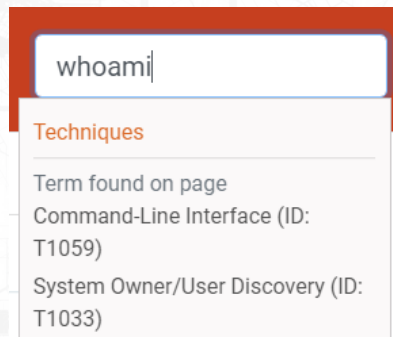 whoami
Techniques
Term found on page
Command-Line Interface (ID:
T1059)
System Owner/User Discovery (ID:
T1033)